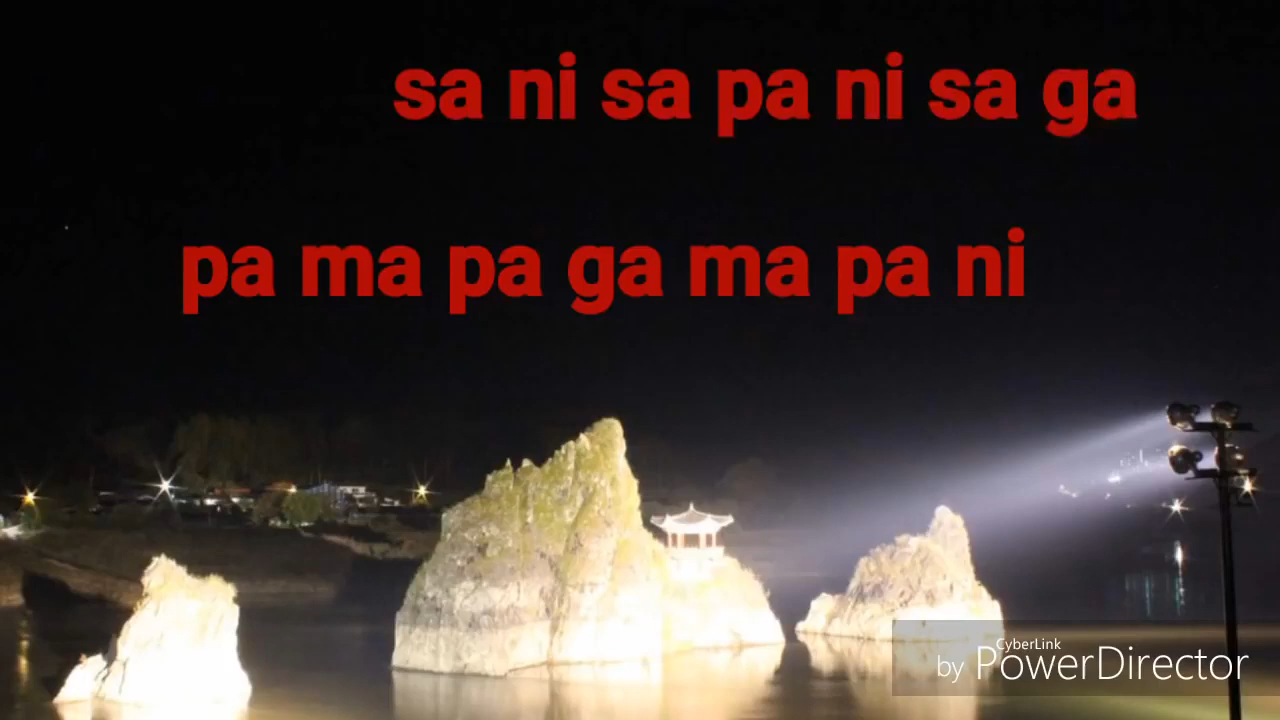 sa ni sa pa ni sa ga
pa ma pa ga ma pa ni
CyberLink
by PowerDirector